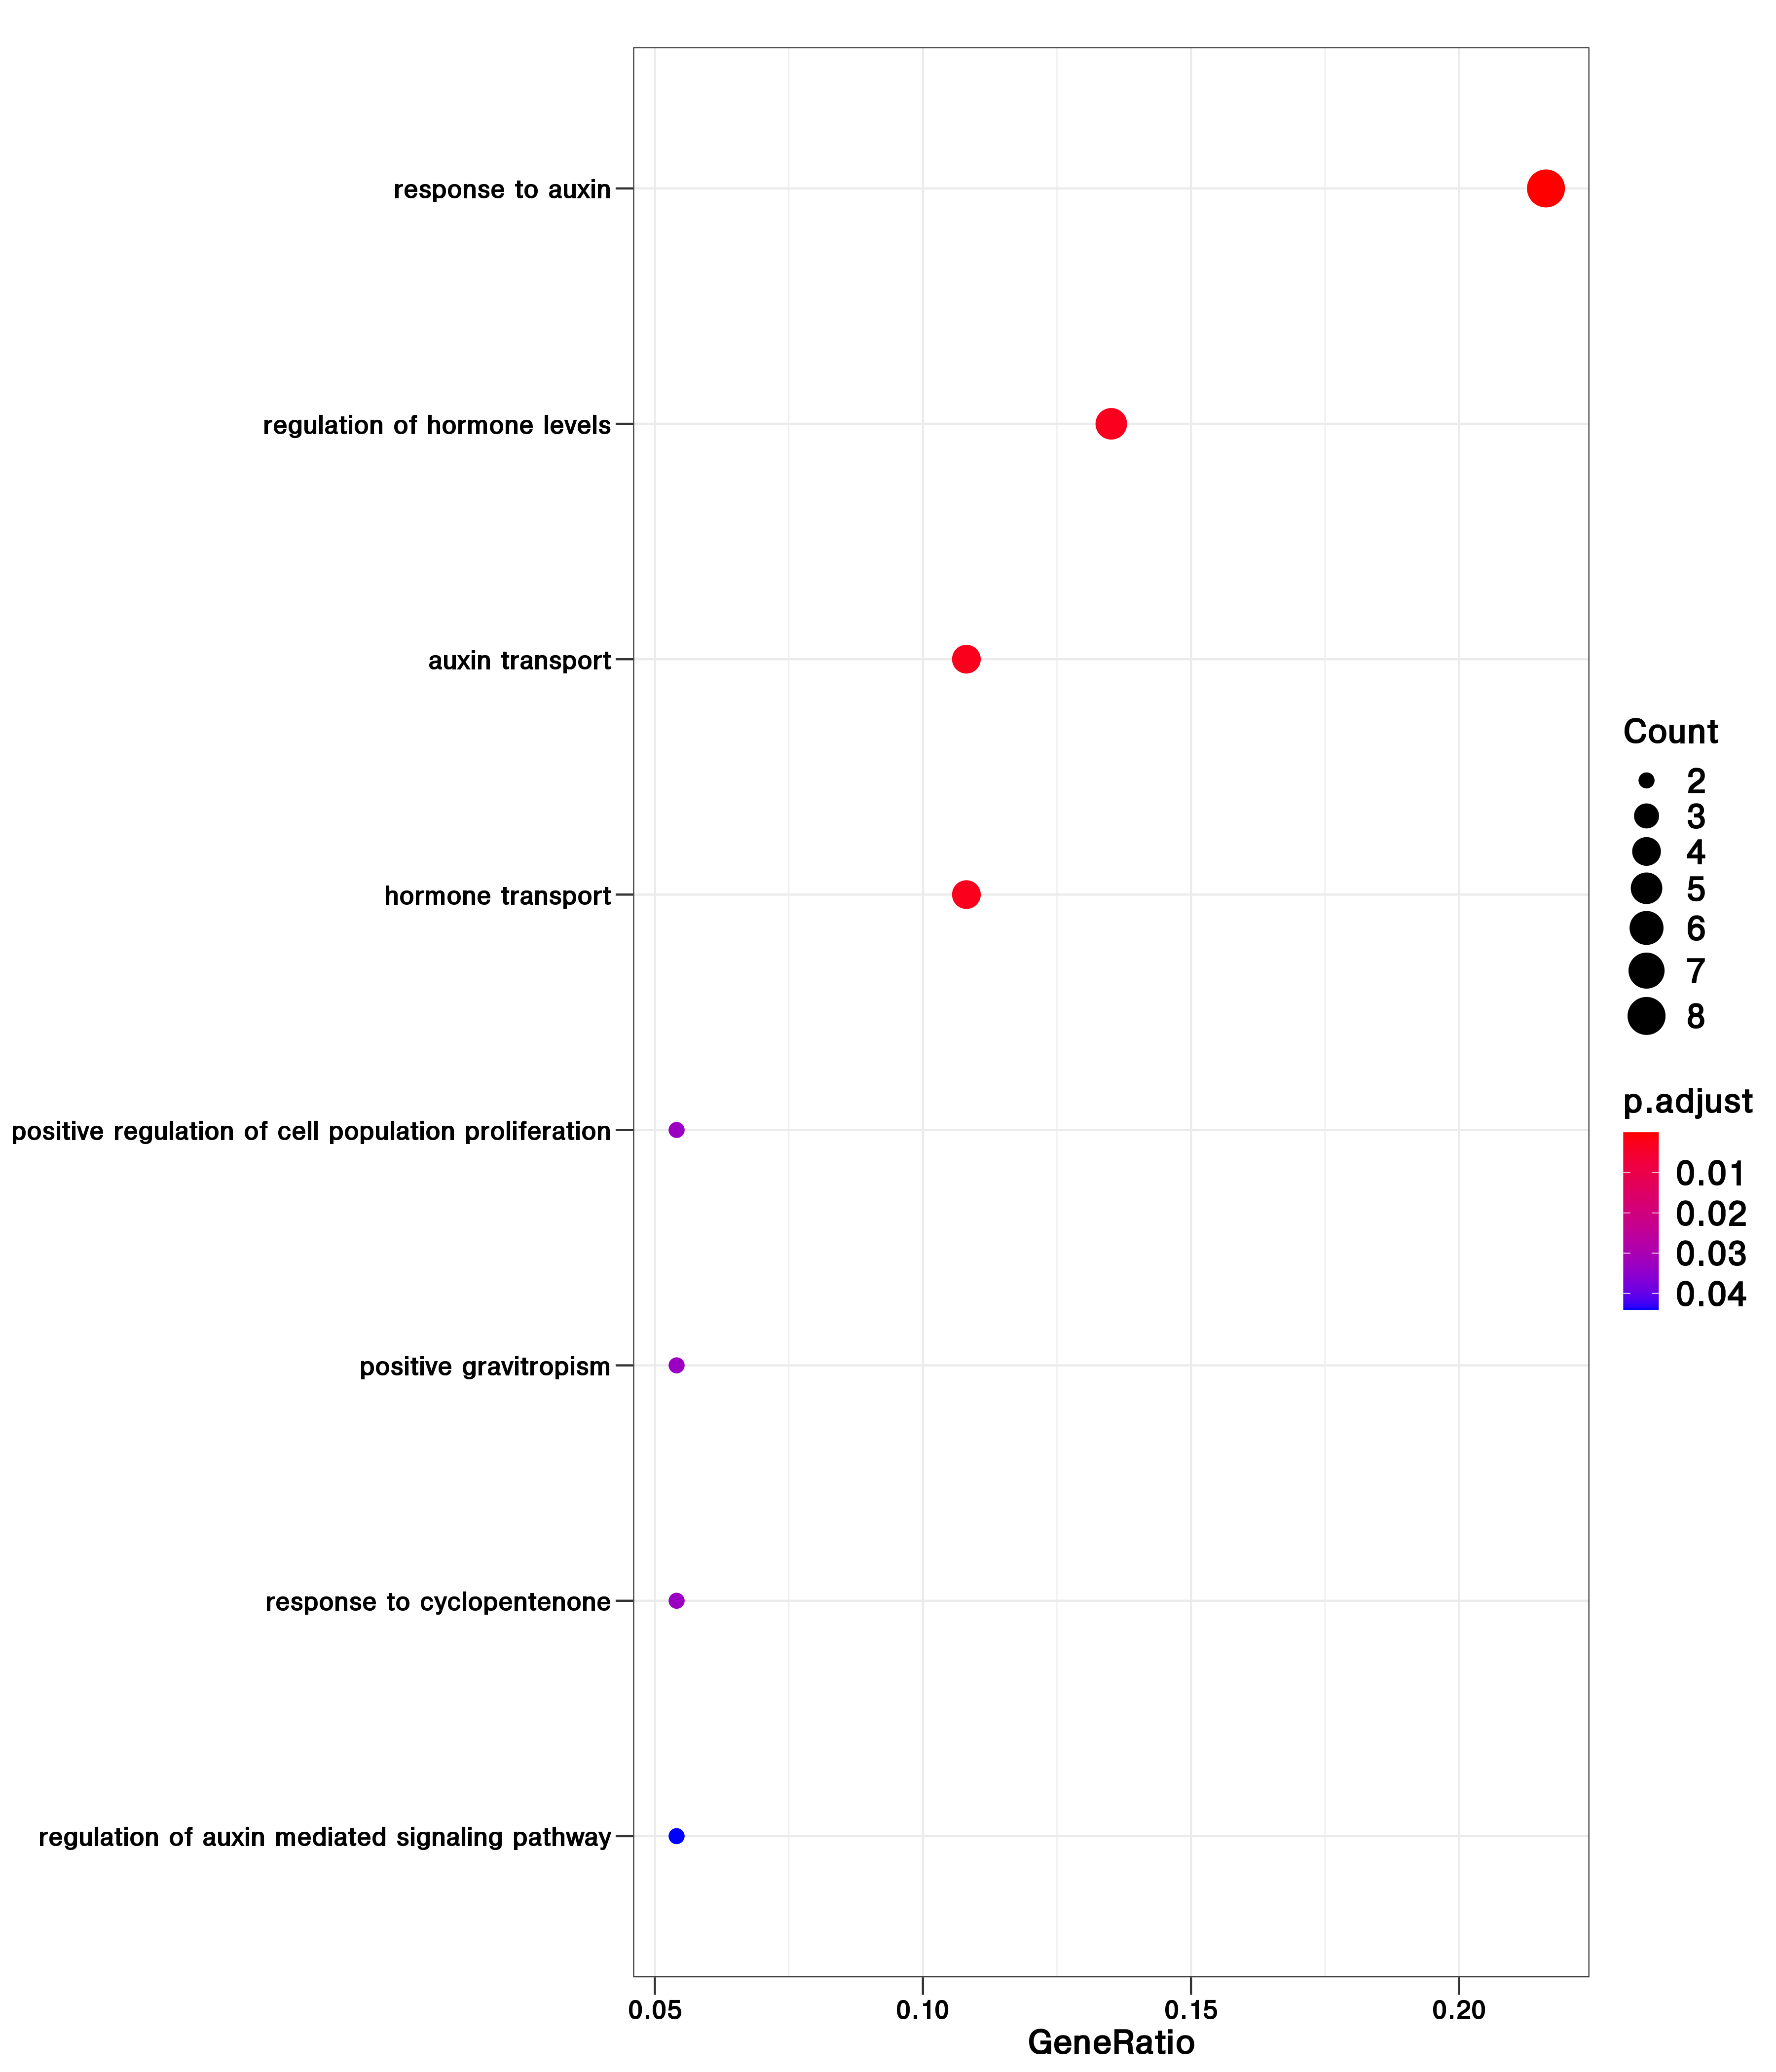 response to auxin
regulation of hormone levels
auxin transport
hormone transport
positive regulation of cell population proliferation
positive gravitropism
response to cyclopentenone
regulation of auxin mediated signaling pathway
0.05 0.10 0.15 0.20
GeneRatio
Count
2
3
4
5
6
7
8
p.adjust
0.01
0.02
0.03
0.04